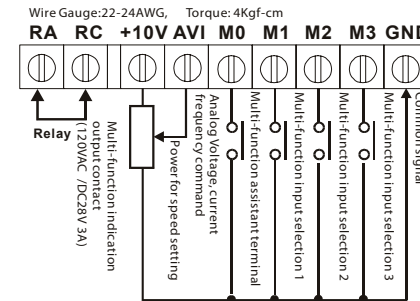 Wire Gauge:22-24AWG, Torque: 4Kgf-cm
RA RC +10V AVI M0 M1 M2 M3 GND
Relay
Multi-function indication
output contact
(120VAC /DC28V 3A)
Power for speed setting
Analog Voltage, current
frequency command
Multi-function assistant terminal
Multi-function input selection 1
Multi-function input selection 2
Multi-function input selection 3
Common signal